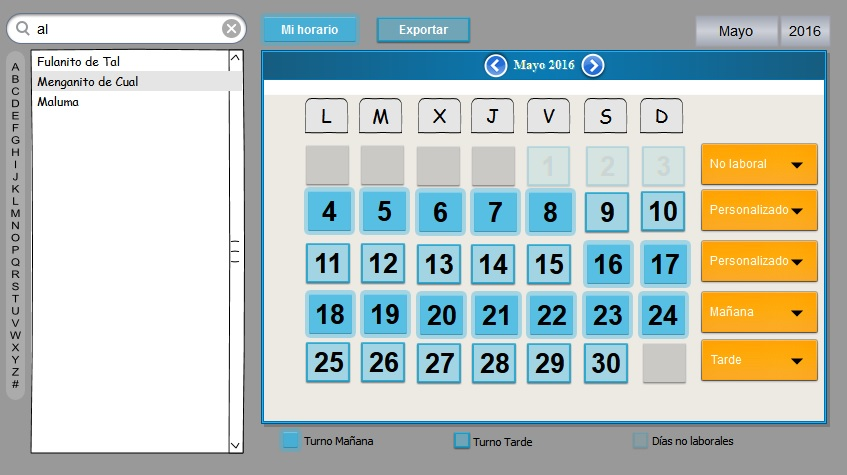 al
Mi horario
Exportar
Mayo
2016
A
B
C
D
E
F
G
H
I
J
K
L
M
N
O
P
Q
R
S
T
U
V
W
X
Y
Z
#
Fulanito de Tal
Menganito de Cual
Maluma
Mayo 2016
L M X J V S D
1 2 3 No laboral
4 5 6 7 8 9 10 Personalizado
11 12 13 14 15 16 17 Personalizado
18 19 20 21 22 23 24 Mañana
25 26 27 28 29 30 Tarde
Turno Mañana
Turno Tarde
Días no laborales